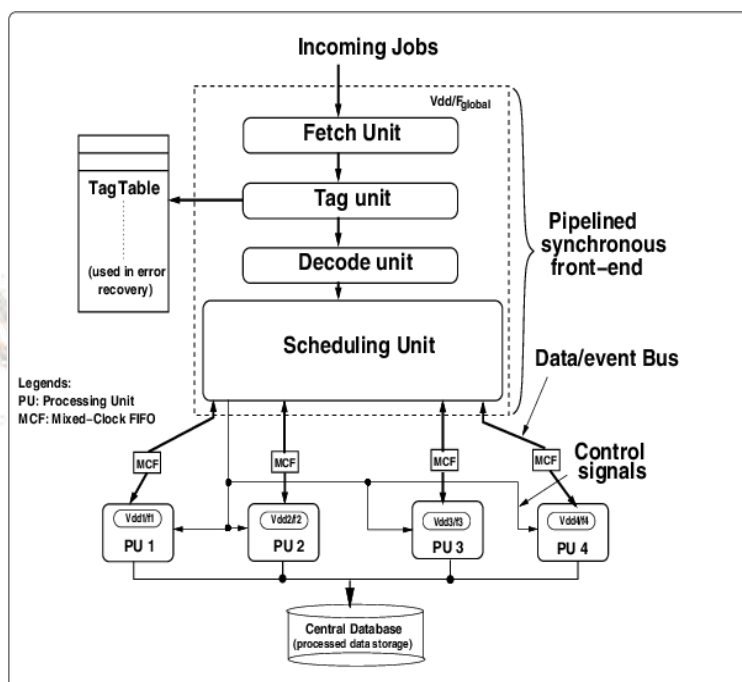 Incoming Jobs
Vdd/Fglobal
Fetch Unit
TagTable
Tag unit
(used in error
recovery)
Decode unit
Pipelined
synchronous
front-end
Scheduling Unit
Data/event Bus
Legends:
PU: Processing Unit
MCF: Mixed-Clock FIFO
Control
signals
MCF
MCF
MCF
MCF
Vdd1/f1
Vdd2/f2
Vdd3/f3
Vdd4/f4
PU 1
PU 2
PU 3
PU 4
Central Database
(processed data storage)